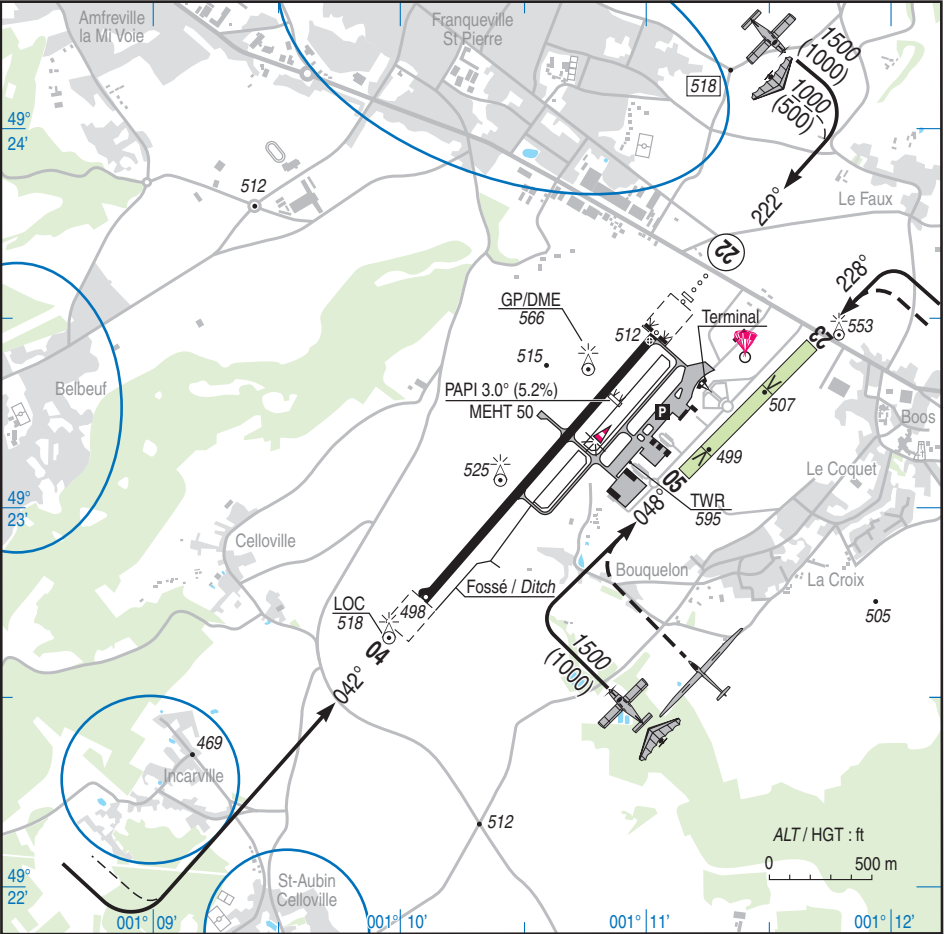 Amfreville
la Mi Voie
Franqueville
St Pierre
1500
(1000)
1000
(500)
518
49°
24'
512
222°
Le Faux
22
228°
GP/DME
566
Terminal
553
23
512
515
Belbeuf
PAPI 3.0° (5.2%)
MEHT 50
P
507
Boos
499
Le Coquet
525
05
49°
23'
TWR
595
048°
Celloville
Bouquelon
La Croix
Fossé / Ditch
505
LOC
518
498
04
1500
(1000)
042°
469
Incarville
512
ALT / HGT : ft
0 500 m
49°
22'
St-Aubin
Celloville
001° 09' 001° 10' 001° 11' 001° 12'